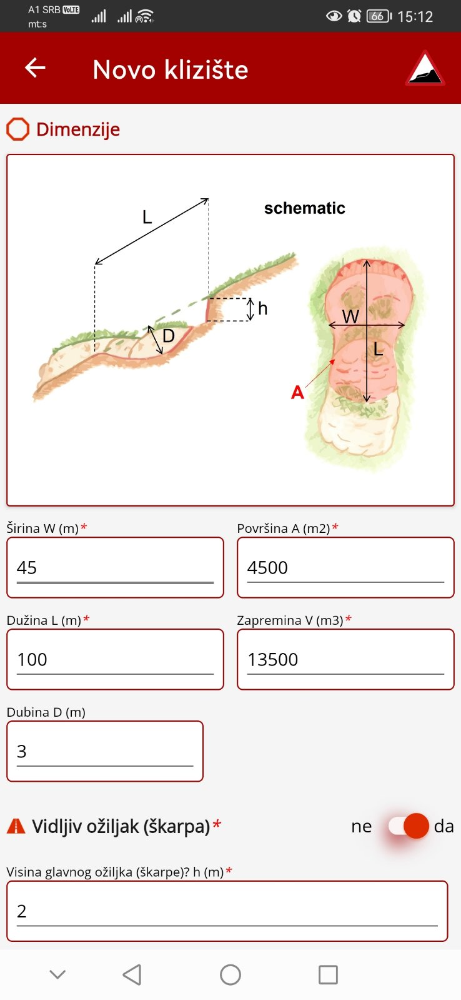 A1 SRB VoLTE
mt:s
66
15:12
Novo klizište
Dimenzije
schematic
L
h
D
W
L
A
Širina W (m)*
Površina A (m2)*
45
4500
Dužina L (m)*
Zapremina V (m3)*
100
13500
Dubina D (m)
3
Vidljiv ožiljak (škarpa)*
ne
da
Visina glavnog ožiljka (škarpe)? h (m)*
2